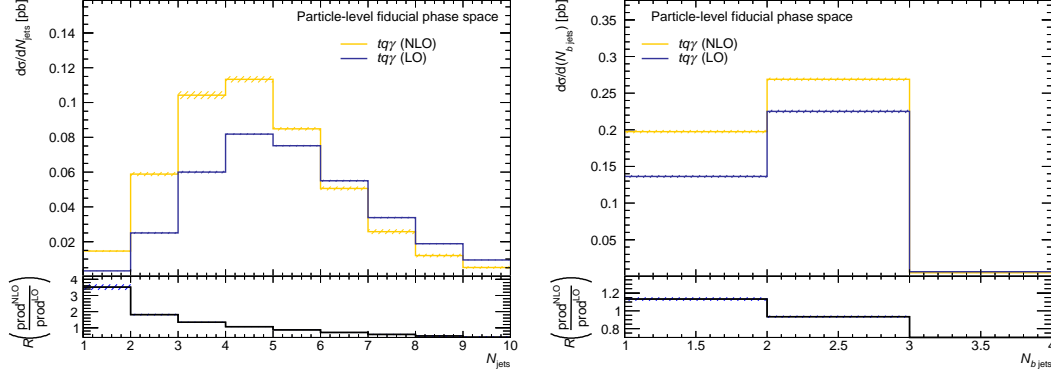 dσ/dN_jets [pb]
Particle-level fiducial phase space
tqγ (NLO)
tqγ (LO)
0.14
0.12
0.1
0.08
0.06
0.04
0.02
R(prod^NLO/prod^LO)
4
3
2
1
1 2 3 4 5 6 7 8 9 10
N_jets
dσ/d(N_b jets) [pb]
Particle-level fiducial phase space
tqγ (NLO)
tqγ (LO)
0.35
0.3
0.25
0.2
0.15
0.1
0.05
R(prod^NLO/prod^LO)
1.2
1
0.8
1 1.5 2 2.5 3 3.5 4
N_b jets